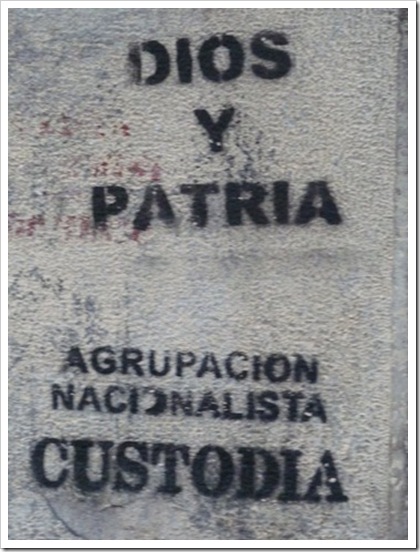 DIOS
Y
PATRIA
AGRUPACION
NACIONALISTA
CUSTODIA